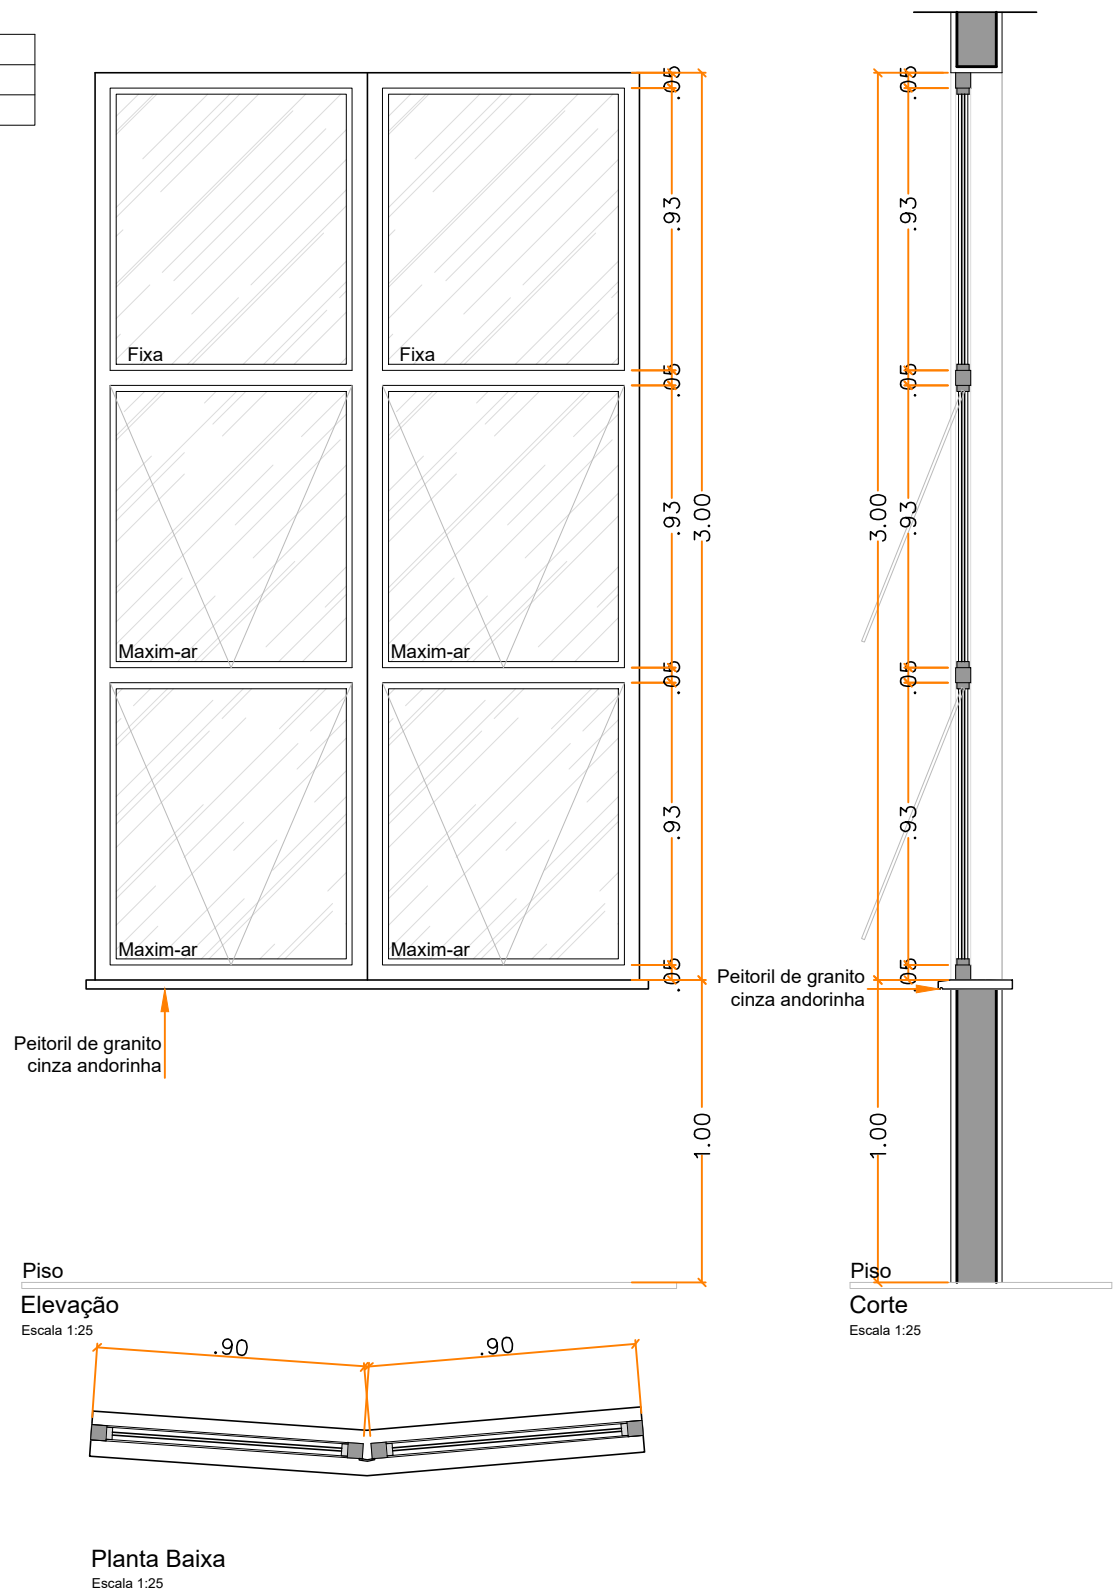 .05
.05
.93
.93
Fixa
Fixa
.05
.05
.93
3.00
3.00
.93
Maxim-ar
Maxim-ar
.05
.05
.93
.93
Maxim-ar
Maxim-ar
.05
.05
Peitoril de granito
cinza andorinha
Peitoril de granito
cinza andorinha
1.00
1.00
Piso
Elevação
Escala 1:25
Piso
Corte
Escala 1:25
.90
.90
Planta Baixa
Escala 1:25